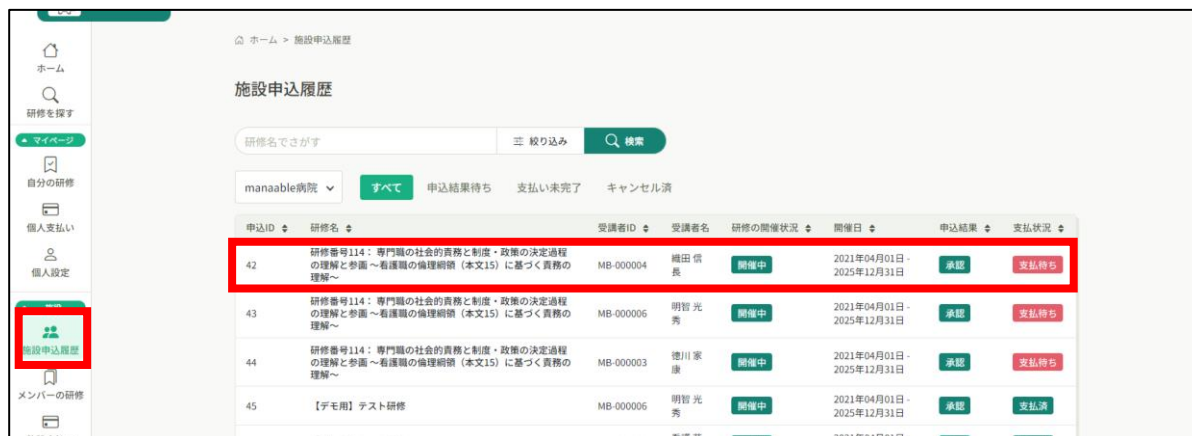 ホーム > 施設申込履歴
ホーム
研修を探す
マイページ
自分の研修
個人支払い
個人設定
施設申込履歴
メンバーの研修
施設申込履歴
研修名でさがす
絞り込み
検索
manaable病院
すべて 申込結果待ち 支払い未完了 キャンセル済
申込ID 研修名 受講者ID 受講者名 研修の開催状況 開催日 申込結果 支払状況
42
研修番号114： 専門職の社会的責務と制度・政策の決定過程
の理解と参画 ～看護職の倫理綱領（本文15）に基づく責務の
理解～
MB-000004
織田 信
長
開催中
2021年04月01日 -
2025年12月31日
承認
支払待ち
43
研修番号114： 専門職の社会的責務と制度・政策の決定過程
の理解と参画 ～看護職の倫理綱領（本文15）に基づく責務の
理解～
MB-000006
明智 光
秀
開催中
2021年04月01日 -
2025年12月31日
承認
支払待ち
44
研修番号114： 専門職の社会的責務と制度・政策の決定過程
の理解と参画 ～看護職の倫理綱領（本文15）に基づく責務の
理解～
MB-000003
徳川 家
康
開催中
2021年04月01日 -
2025年12月31日
承認
支払待ち
45
【デモ用】テスト研修
MB-000006
明智 光
秀
開催中
2021年04月01日 -
2025年12月31日
承認
支払済